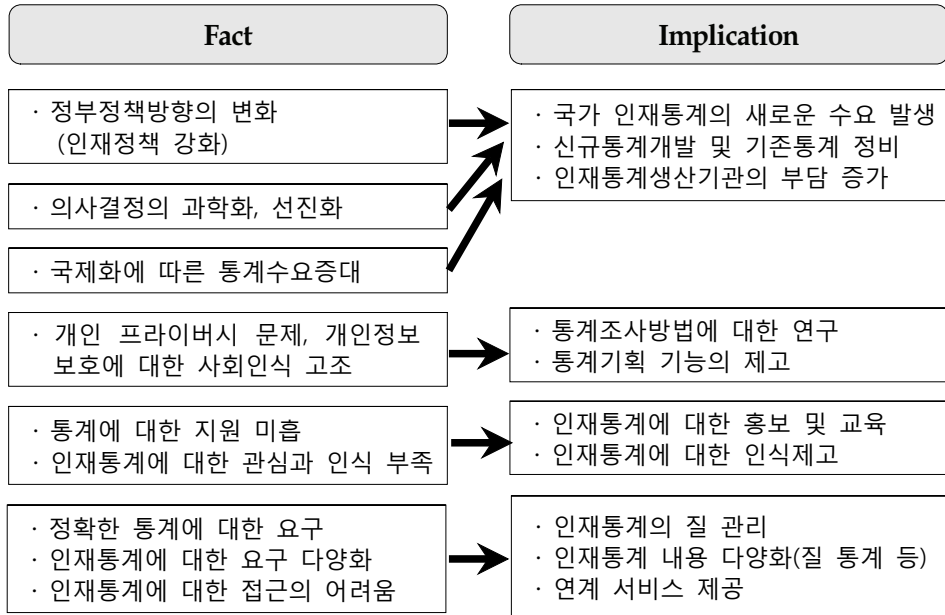 Fact
Implication
· 정부정책방향의 변화
(인재정책 강화)
· 의사결정의 과학화, 선진화
· 국제화에 따른 통계수요증대
· 국가 인재통계의 새로운 수요 발생
· 신규통계개발 및 기존통계 정비
· 인재통계생산기관의 부담 증가
· 개인 프라이버시 문제, 개인정보
보호에 대한 사회인식 고조
· 통계조사방법에 대한 연구
· 통계기획 기능의 제고
· 통계에 대한 지원 미흡
· 인재통계에 대한 관심과 인식 부족
· 인재통계에 대한 홍보 및 교육
· 인재통계에 대한 인식제고
· 정확한 통계에 대한 요구
· 인재통계에 대한 요구 다양화
· 인재통계에 대한 접근의 어려움
· 인재통계의 질 관리
· 인재통계 내용 다양화(질 통계 등)
· 연계 서비스 제공